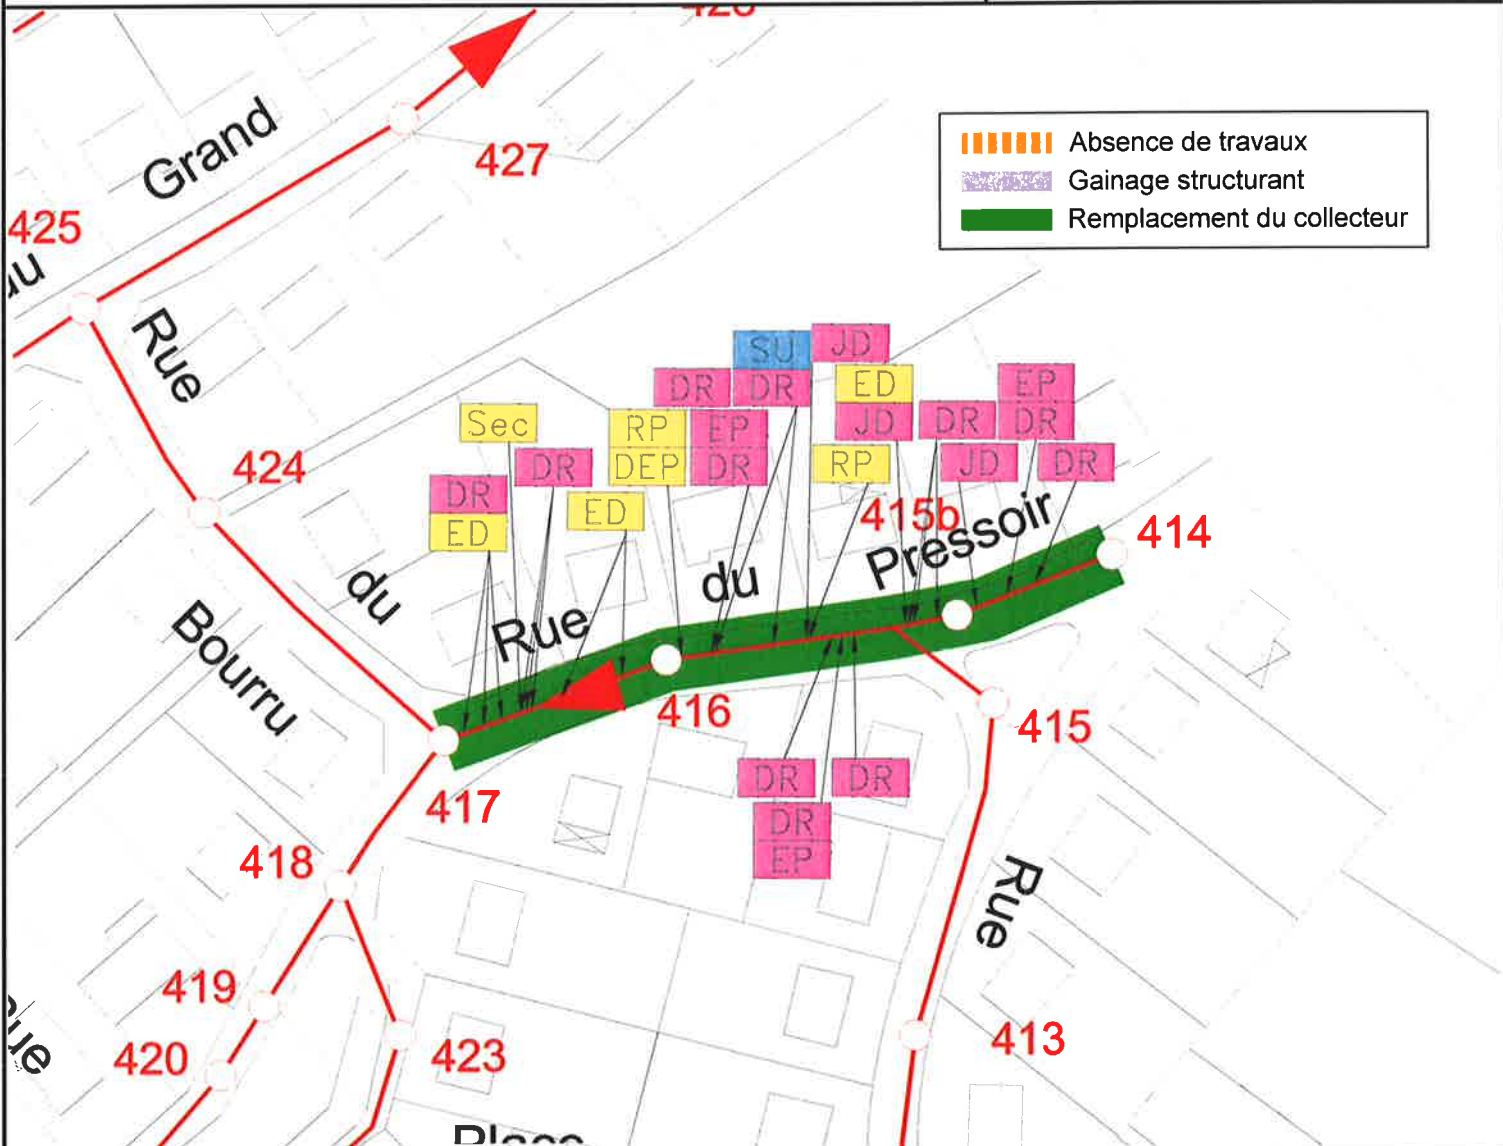 Grand
427
425
au
Absence de travaux
Gainage structurant
Remplacement du collecteur
Rue
du
Bourru
424
SU
JD
DR
DR
ED
EP
Sec
RP
EP
JD
DR
DR
DR
DEP
DR
RP
JD
DR
DR
ED
ED
415b
414
Rue
du
Pressoir
416
415
417
DR
DR
DR
EP
418
Rue
419
420
423
413